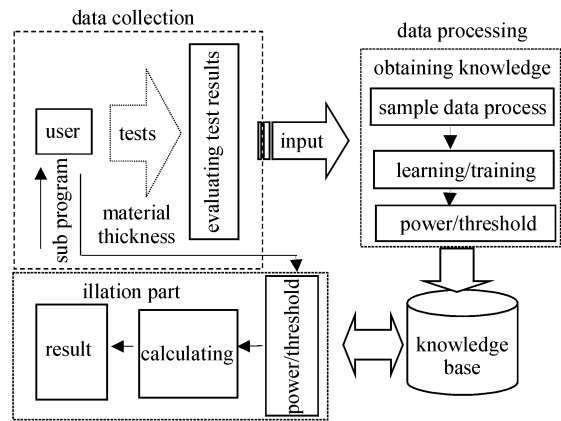 data collection
user
tests
evaluating test results
sub program
material
thickness
input
data processing
obtaining knowledge
sample data process
learning/training
power/threshold
illation part
result
calculating
power/threshold
knowledge
base